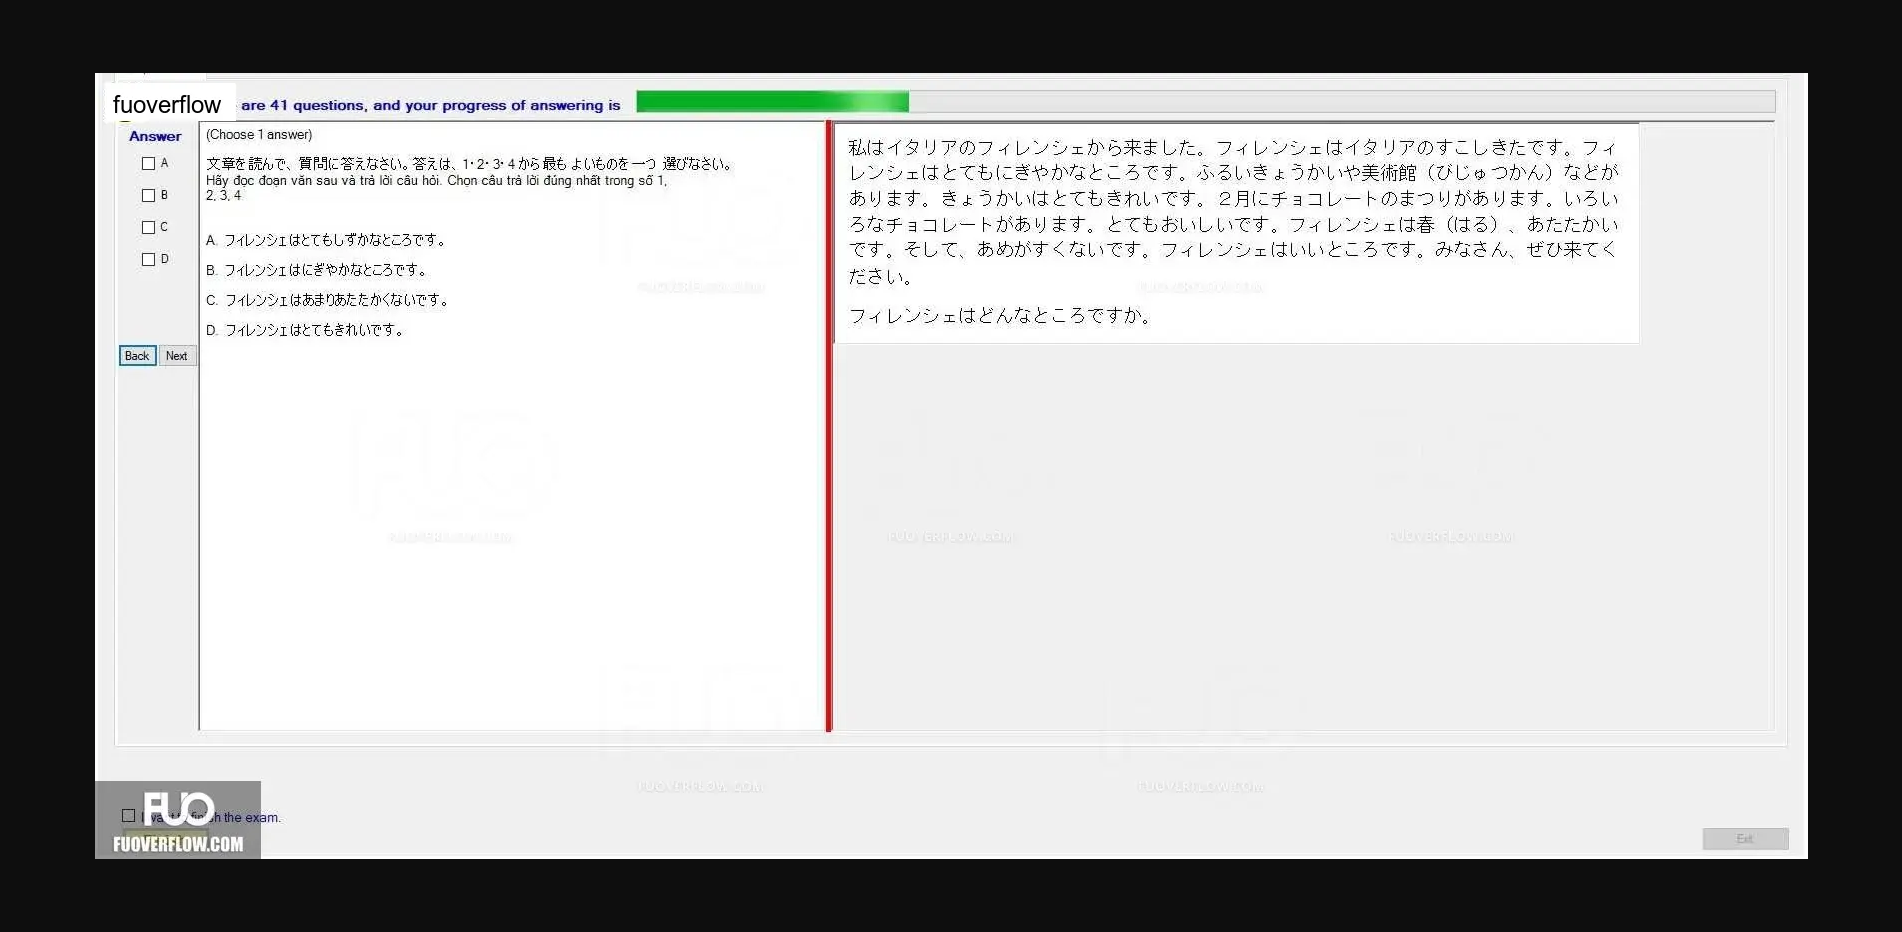 fuoverflow
are 41 questions, and your progress of answering is
Answer
A
B
C
D
Back Next
(Choose 1 answer)
文章を読んで、質問に答えなさい。答えは、1・2・3・4から最も よいものを一つ 選びなさい。
Hãy đọc đoạn văn sau và trả lời câu hỏi. Chọn câu trả lời đúng nhất trong số 1,
2, 3, 4
A. フィレンシェはとてもしずかなところです。
B. フィレンシェはにぎやかなところです。
C. フィレンシェはあまりあたたかくないです。
D. フィレンシェはとてもきれいです。
私はイタリアのフィレンシェから来ました。フィレンシェはイタリアのすこしきたです。フィ
レンシェはとてもにぎやかなところです。ふるいきょうかいや美術館（びじゅつかん）などが
あります。きょうかいはとてもきれいです。２月にチョコレートのまつりがあります。いろい
ろなチョコレートがあります。とてもおいしいです。フィレンシェは春（はる）、あたたかい
です。そして、あめがすくないです。フィレンシェはいいところです。みなさん、ぜひ来てく
ださい。
フィレンシェはどんなところですか。
FUOVERFLOW.COM
FUOVERFLOW.COM
FUOVERFLOW.COM
FUOVERFLOW.COM
FUOVERFLOW.COM
FUOVERFLOW.COM
FUOVERFLOW.COM
I want to finish the exam.
FUO
FUOVERFLOW.COM
Exit